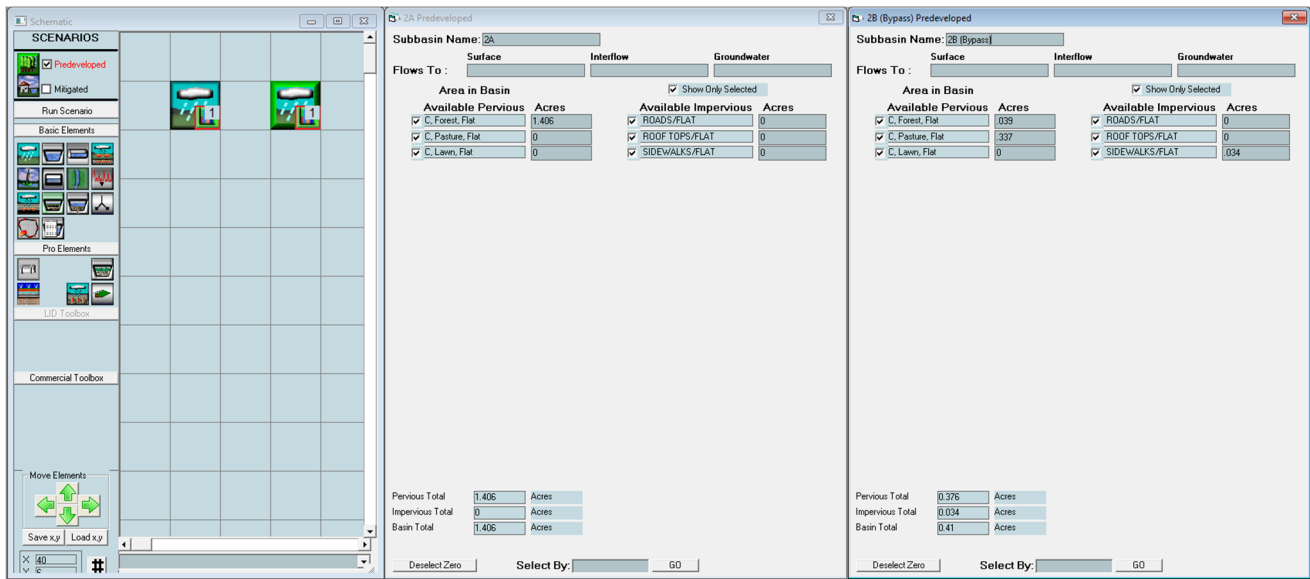 Schematic
SCENARIOS
Predeveloped
Mitigated
Run Scenario
Basic Elements
Pro Elements
LID Toolbox
Commercial Toolbox
Move Elements
Save x,y Load x,y
X 40
Y 6
#
1 1
2A Predeveloped
Subbasin Name: 2A
Surface Interflow Groundwater
Flows To :
Area in Basin Show Only Selected
Available Pervious Acres Available Impervious Acres
C, Forest, Flat 1.406 ROADS/FLAT 0
C, Pasture, Flat 0 ROOF TOPS/FLAT 0
C, Lawn, Flat 0 SIDEWALKS/FLAT 0
Pervious Total 1.406 Acres
Impervious Total 0 Acres
Basin Total 1.406 Acres
Deselect Zero Select By: GO
2B (Bypass) Predeveloped
Subbasin Name: 2B (Bypass)
Surface Interflow Groundwater
Flows To :
Area in Basin Show Only Selected
Available Pervious Acres Available Impervious Acres
C, Forest, Flat .039 ROADS/FLAT 0
C, Pasture, Flat .337 ROOF TOPS/FLAT 0
C, Lawn, Flat 0 SIDEWALKS/FLAT .034
Pervious Total 0.376 Acres
Impervious Total 0.034 Acres
Basin Total 0.41 Acres
Deselect Zero Select By: GO